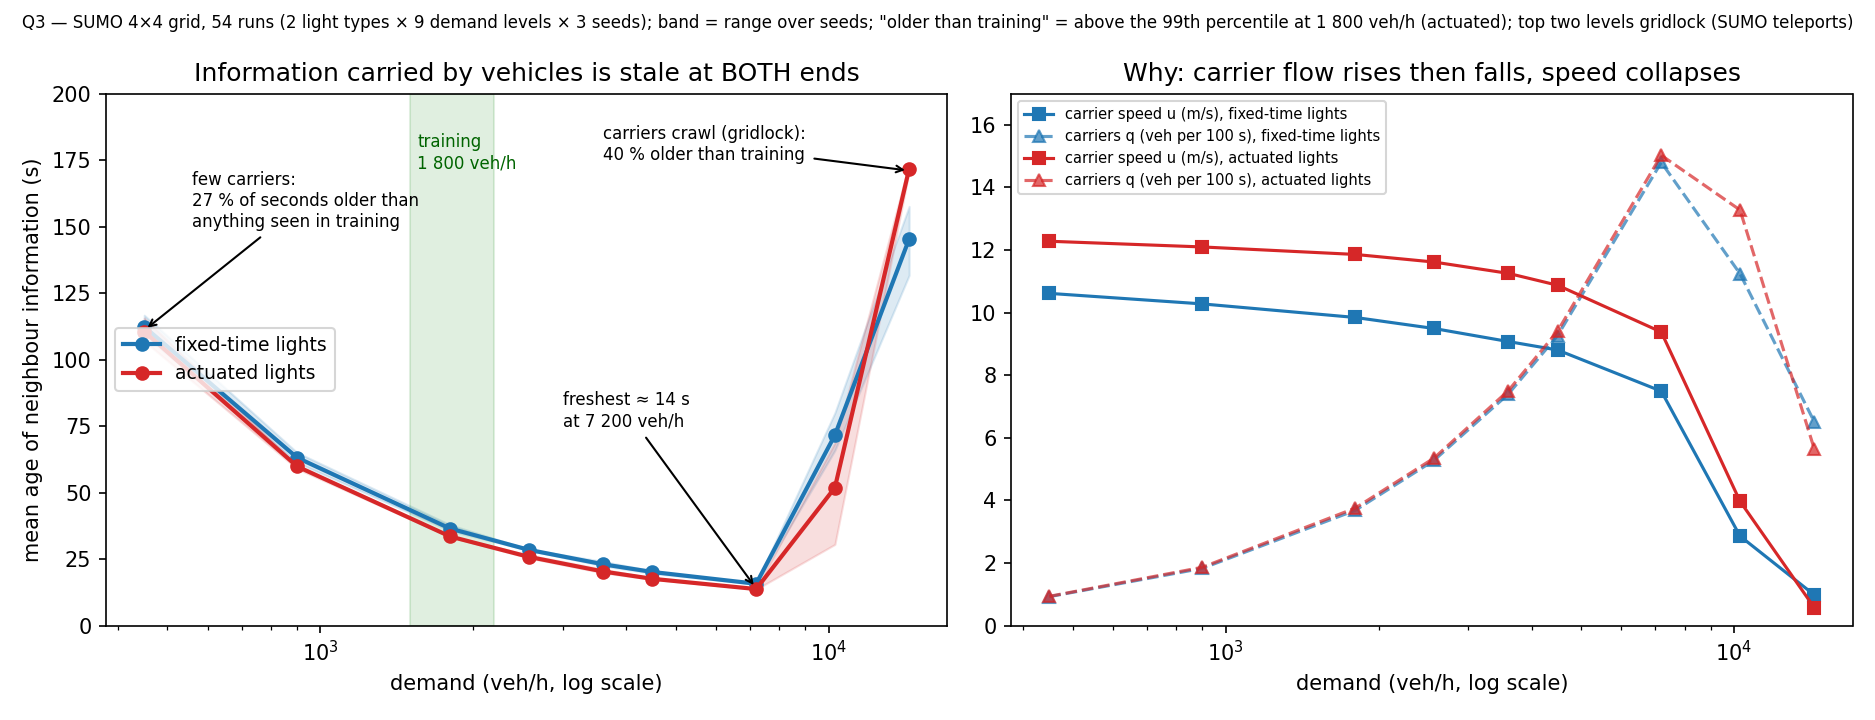 Q3 — SUMO 4×4 grid, 54 runs (2 light types × 9 demand levels × 3 seeds); band = range over seeds; "older than training" = above the 99th percentile at 1 800 veh/h (actuated); top two levels gridlock (SUMO teleports)
Information carried by vehicles is stale at BOTH ends
mean age of neighbour information (s)
200
175
150
125
100
75
50
25
0
training
1 800 veh/h
carriers crawl (gridlock):
40 % older than training
few carriers:
27 % of seconds older than
anything seen in training
fixed-time lights
actuated lights
freshest ≈ 14 s
at 7 200 veh/h
10³
10⁴
demand (veh/h, log scale)
Why: carrier flow rises then falls, speed collapses
carrier speed u (m/s), fixed-time lights
carriers q (veh per 100 s), fixed-time lights
carrier speed u (m/s), actuated lights
carriers q (veh per 100 s), actuated lights
16
14
12
10
8
6
4
2
0
10³
10⁴
demand (veh/h, log scale)